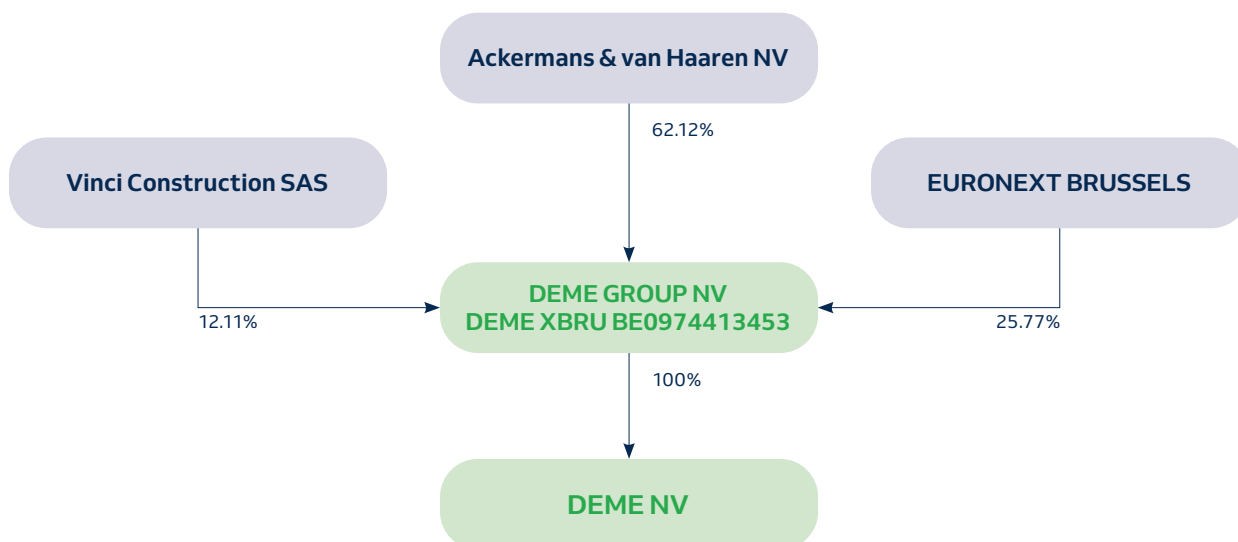 Ackermans & van Haaren NV
62.12%
Vinci Construction SAS
EURONEXT BRUSSELS
DEME GROUP NV
DEME XBRU BE0974413453
12.11%
25.77%
100%
DEME NV